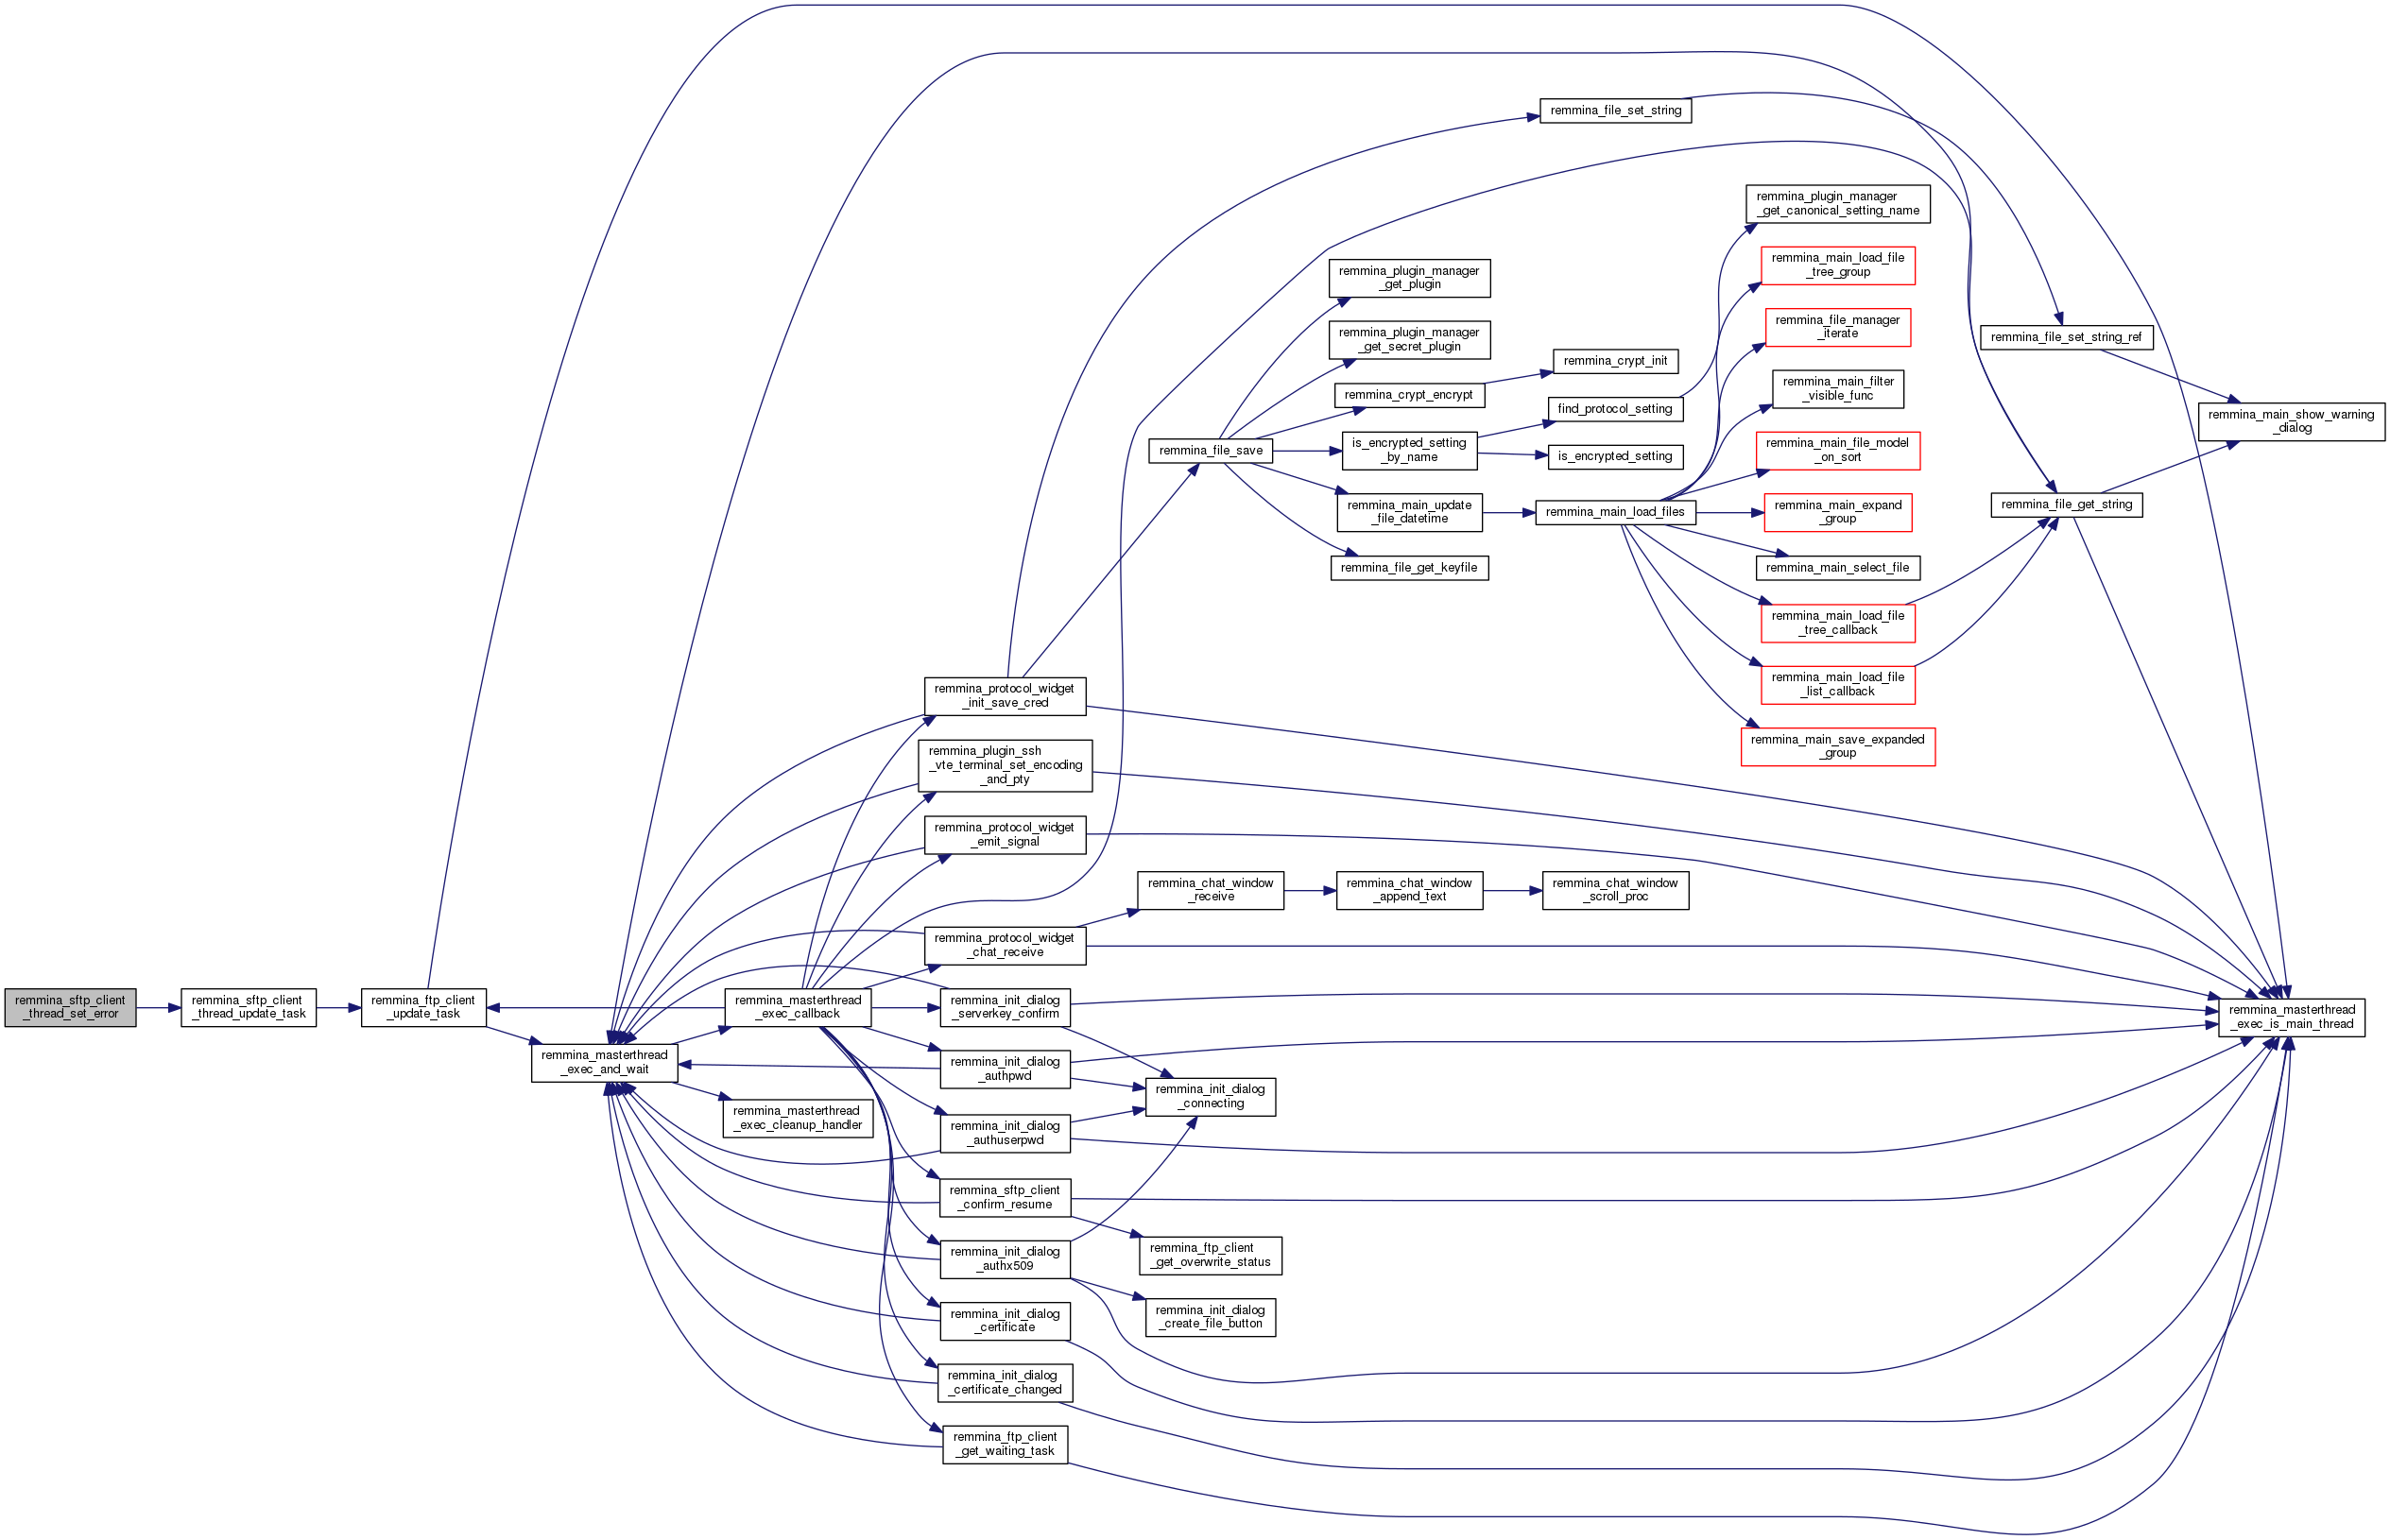 remmina_sftp_client
_thread_set_error
remmina_sftp_client
_thread_update_task
remmina_ftp_client
_update_task
remmina_masterthread
_exec_and_wait
remmina_masterthread
_exec_callback
remmina_masterthread
_exec_cleanup_handler
remmina_protocol_widget
_init_save_cred
remmina_plugin_ssh
_vte_terminal_set_encoding
_and_pty
remmina_protocol_widget
_emit_signal
remmina_protocol_widget
_chat_receive
remmina_init_dialog
_serverkey_confirm
remmina_init_dialog
_authpwd
remmina_init_dialog
_authuserpwd
remmina_sftp_client
_confirm_resume
remmina_init_dialog
_authx509
remmina_init_dialog
_certificate
remmina_init_dialog
_certificate_changed
remmina_ftp_client
_get_waiting_task
remmina_file_save
remmina_chat_window
_receive
remmina_init_dialog
_connecting
remmina_ftp_client
_get_overwrite_status
remmina_init_dialog
_create_file_button
remmina_plugin_manager
_get_plugin
remmina_plugin_manager
_get_secret_plugin
remmina_crypt_encrypt
is_encrypted_setting
_by_name
remmina_main_update
_file_datetime
remmina_file_get_keyfile
remmina_chat_window
_append_text
remmina_file_set_string
remmina_crypt_init
find_protocol_setting
is_encrypted_setting
remmina_main_load_files
remmina_chat_window
_scroll_proc
remmina_plugin_manager
_get_canonical_setting_name
remmina_main_load_file
_tree_group
remmina_file_manager
_iterate
remmina_main_filter
_visible_func
remmina_main_file_model
_on_sort
remmina_main_expand
_group
remmina_main_select_file
remmina_main_load_file
_tree_callback
remmina_main_load_file
_list_callback
remmina_main_save_expanded
_group
remmina_file_set_string_ref
remmina_file_get_string
remmina_main_show_warning
_dialog
remmina_masterthread
_exec_is_main_thread